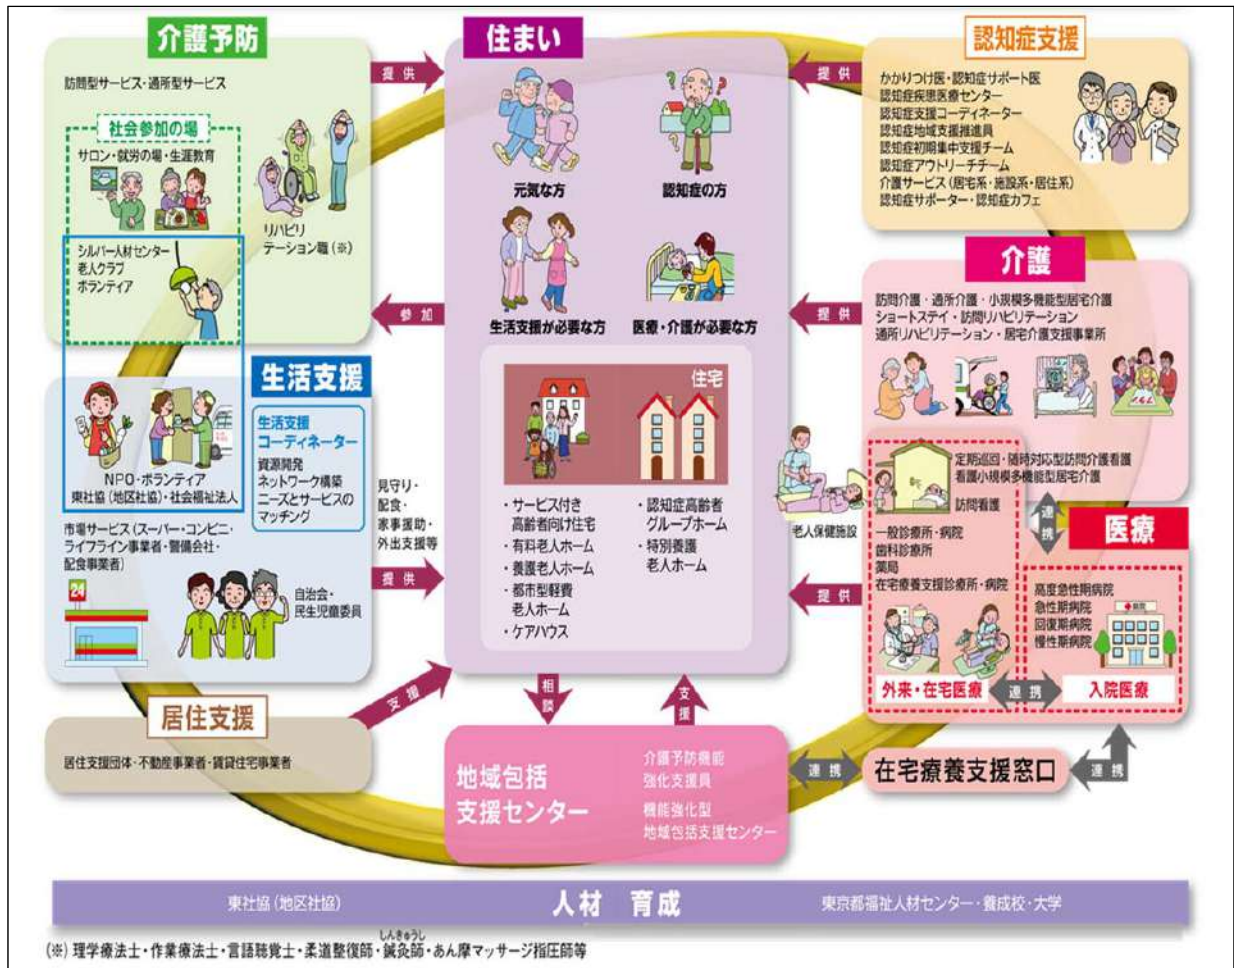 介護予防
訪問型サービス・通所型サービス
社会参加の場
サロン・就労の場・生涯教育
リハビリ
テーション職(※)
シルバー人材センター
老人クラブ
ボランティア
提供
参加
生活支援
NPO・ボランティア
東社協(地区社協)・社会福祉法人
生活支援
コーディネーター
資源開発
ネットワーク構築
ニーズとサービスの
マッチング
市場サービス(スーパー・コンビニ・
ライフライン事業者・警備会社・
配食事業者)
24
自治会・
民生児童委員
見守り・
配食・
家事援助・
外出支援等
提供
居住支援
居住支援団体・不動産事業者・賃貸住宅事業者
支援
住まい
元気な方
認知症の方
生活支援が必要な方
医療・介護が必要な方
住宅
・サービス付き
高齢者向け住宅
・有料老人ホーム
・養護老人ホーム
・都市型軽費
老人ホーム
・ケアハウス
・認知症高齢者
グループホーム
・特別養護
老人ホーム
相談
支援
認知症支援
かかりつけ医・認知症サポート医
認知症疾患医療センター
認知症支援コーディネーター
認知症地域支援推進員
認知症初期集中支援チーム
認知症アウトリーチチーム
介護サービス(居宅系・施設系・居住系)
認知症サポーター・認知症カフェ
提供
介護
訪問介護・通所介護・小規模多機能型居宅介護
ショートステイ・訪問リハビリテーション
通所リハビリテーション・居宅介護支援事業所
提供
定期巡回・随時対応型訪問介護看護
看護小規模多機能型居宅介護
訪問看護
老人保健施設
連携
医療
一般診療所・病院
歯科診療所
薬局
在宅療養支援診療所・病院
提供
高度急性期病院
急性期病院
回復期病院
慢性期病院
病院
外来・在宅医療
連携
入院医療
地域包括
支援センター
介護予防機能
強化支援員
機能強化型
地域包括支援センター
連携
在宅療養支援窓口
連携
東社協(地区社協)
人材 育成
東京都福祉人材センター・養成校・大学
しんきゅうし
(※)理学療法士・作業療法士・言語聴覚士・柔道整復師・鍼灸師・あん摩マッサージ指圧師等